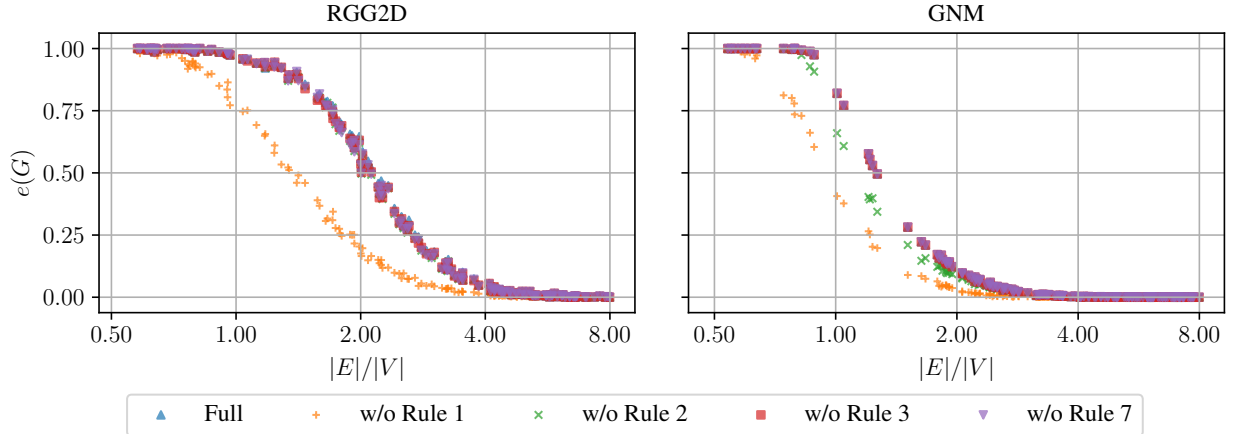 RGG2D
GNM
1.00
0.75
0.50
0.25
0.00
e(G)
0.50 1.00 2.00 4.00 8.00
0.50 1.00 2.00 4.00 8.00
|E|/|V|
|E|/|V|
Full w/o Rule 1 w/o Rule 2 w/o Rule 3 w/o Rule 7